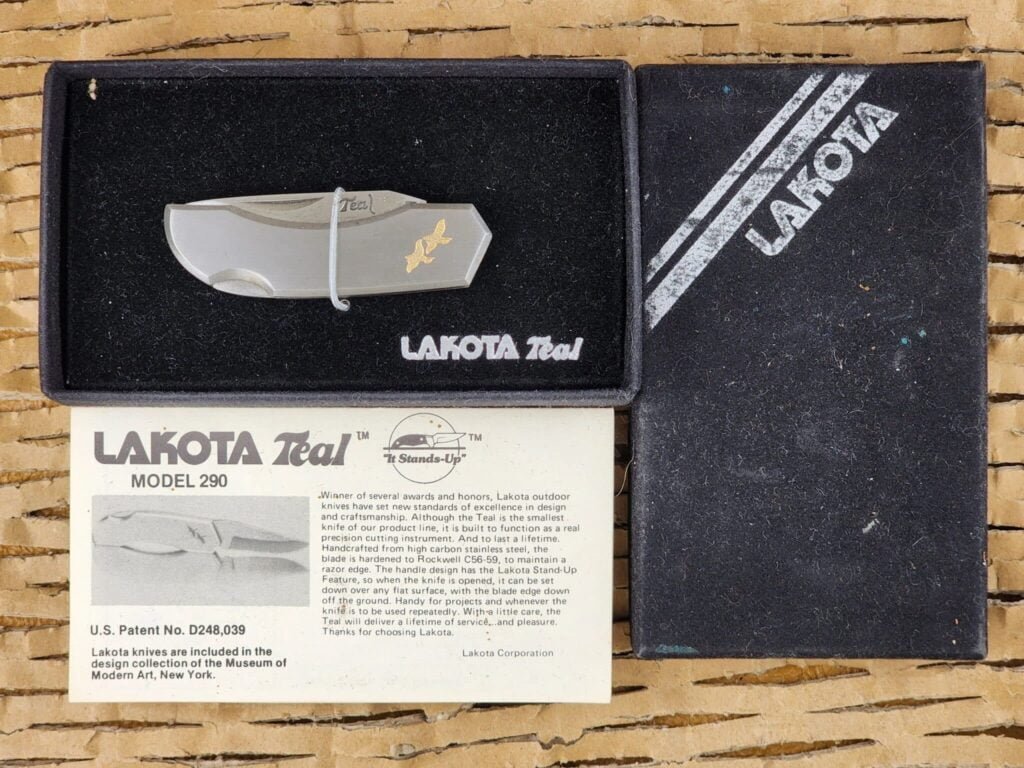 Teal
LAKOTA Teal
LAKOTA
LAKOTA Teal™
MODEL 290
"It Stands-Up"
TM
Winner of several awards and honors, Lakota outdoor
knives have set new standards of excellence in design
and craftsmanship. Although the Teal is the smallest
knife of our product line, it is built to function as a real
precision cutting instrument. And to last a lifetime.
Handcrafted from high carbon stainless steel, the
blade is hardened to Rockwell C56-59, to maintain a
razor edge. The handle design has the Lakota Stand-Up
Feature, so when the knife is opened, it can be set
down over any flat surface, with the blade edge down
off the ground. Handy for projects and whenever the
knife is to be used repeatedly. With a little care, the
Teal will deliver a lifetime of service...and pleasure.
Thanks for choosing Lakota.
Lakota Corporation
U.S. Patent No. D248,039
Lakota knives are included in the
design collection of the Museum of
Modern Art, New York.